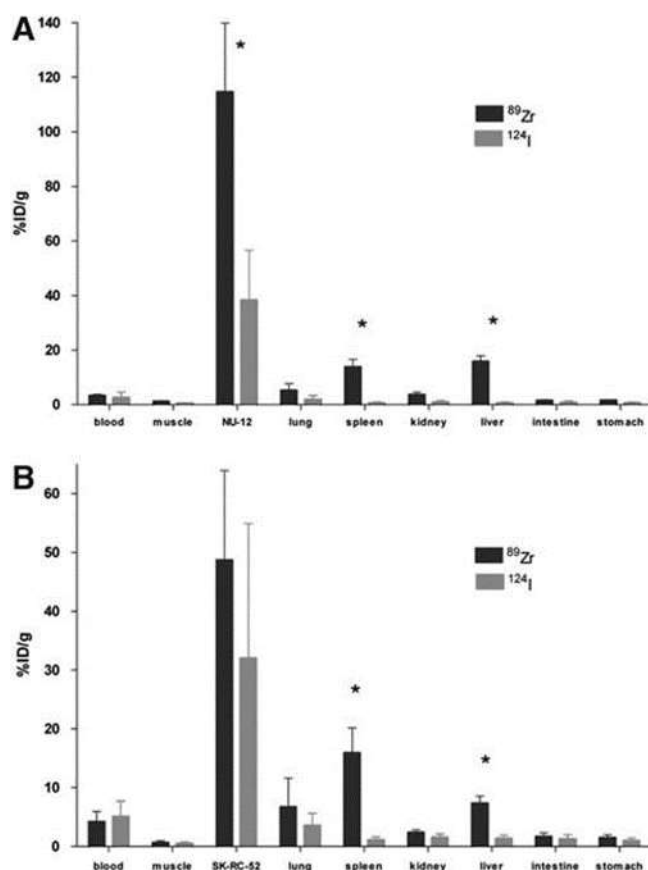 A
140
120
100
80
60
40
20
0
%ID/g
*
*
*
⁸⁹Zr
¹²⁴I
blood muscle NU-12 lung spleen kidney liver intestine stomach
B
60
50
40
30
20
10
0
%ID/g
*
*
⁸⁹Zr
¹²⁴I
blood muscle SK-RC-52 lung spleen kidney liver intestine stomach